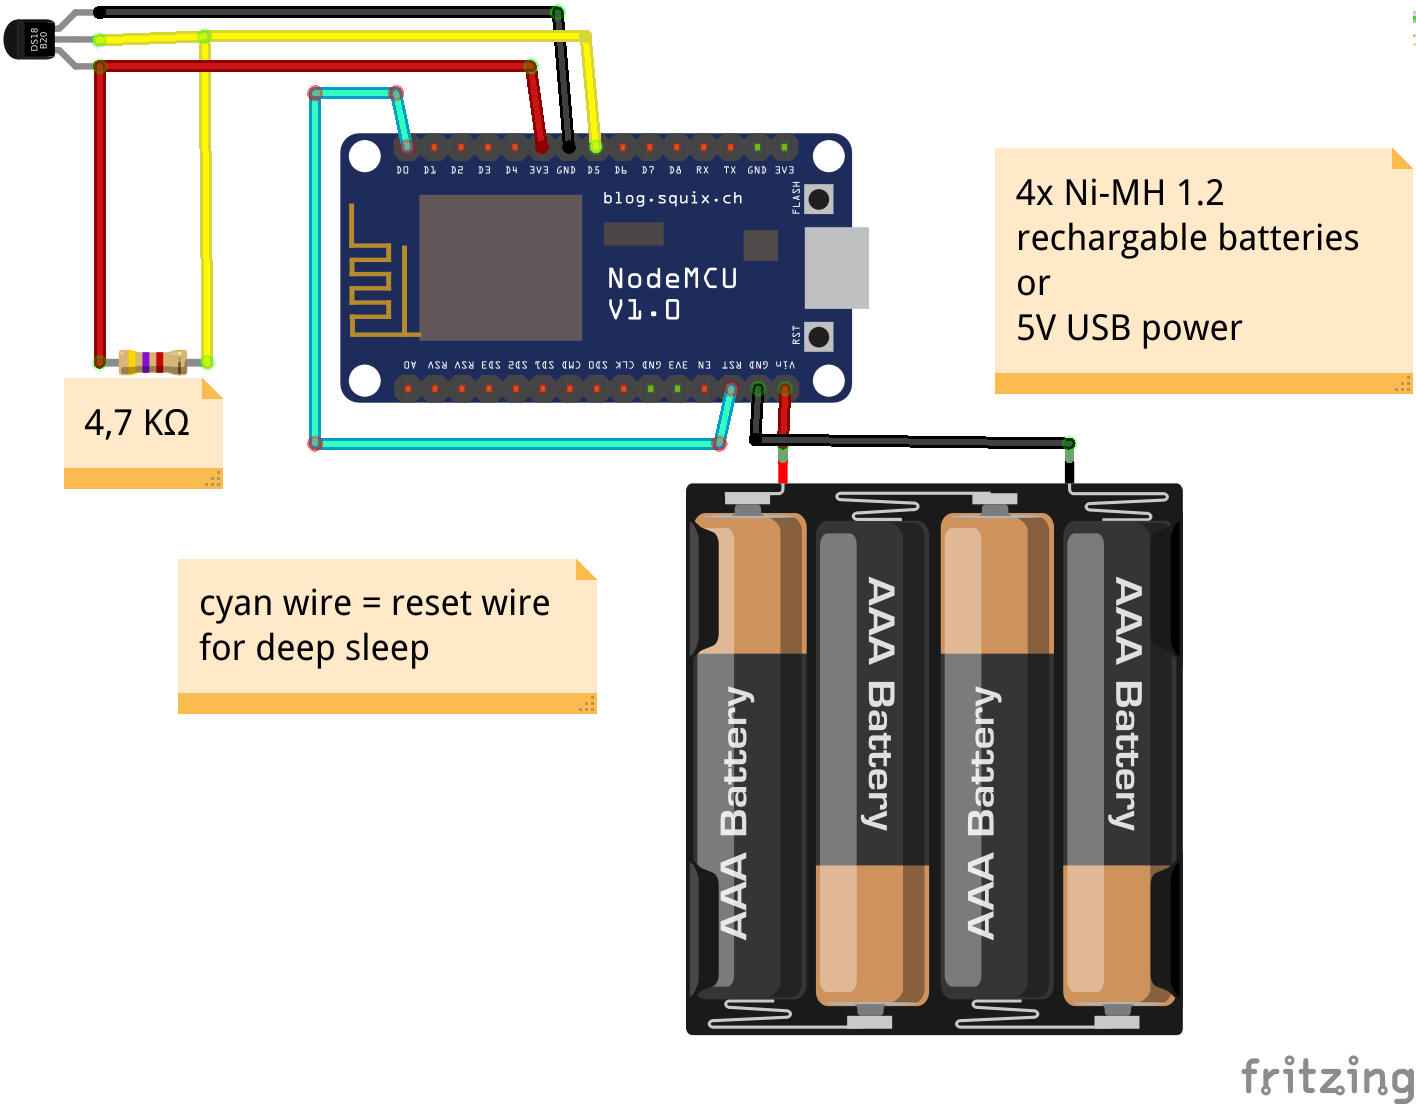 DS18
B20
D0 D1 D2 D3 D4 3V3 GND D5 D6 D7 D8 RX TX GND 3V3
blog.squix.ch
FLASH
NodeMCU
V1.0
RST
A0 RSV RSV SD3 SD2 SD1 CMD SD0 CLK GND 3V3 EN RST GND Vin
4x Ni-MH 1.2
rechargable batteries
or
5V USB power
4,7 KΩ
cyan wire = reset wire
for deep sleep
AAA Battery
AAA Battery
AAA Battery
AAA Battery
fritzing